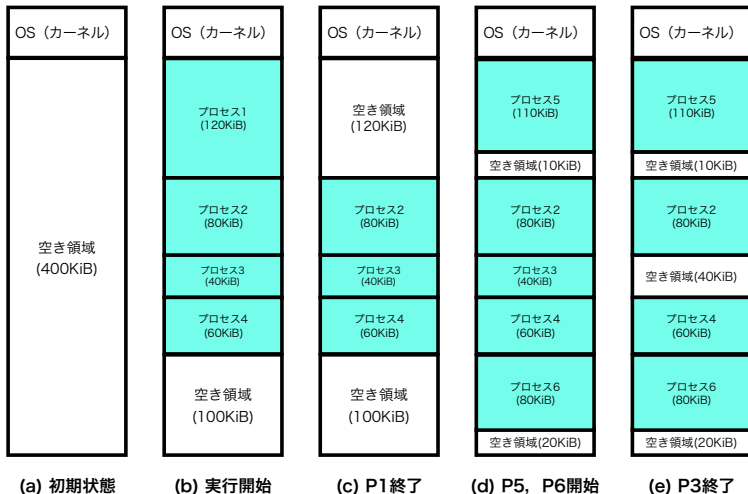 OS（カーネル）
空き領域
(400KiB)
(a) 初期状態
OS（カーネル）
プロセス1
(120KiB)
プロセス2
(80KiB)
プロセス3
(40KiB)
プロセス4
(60KiB)
空き領域
(100KiB)
(b) 実行開始
OS（カーネル）
空き領域
(120KiB)
プロセス2
(80KiB)
プロセス3
(40KiB)
プロセス4
(60KiB)
空き領域
(100KiB)
(c) P1終了
OS（カーネル）
プロセス5
(110KiB)
空き領域(10KiB)
プロセス2
(80KiB)
プロセス3
(40KiB)
プロセス4
(60KiB)
プロセス6
(80KiB)
空き領域(20KiB)
(d) P5，P6開始
OS（カーネル）
プロセス5
(110KiB)
空き領域(10KiB)
プロセス2
(80KiB)
空き領域(40KiB)
プロセス4
(60KiB)
プロセス6
(80KiB)
空き領域(20KiB)
(e) P3終了